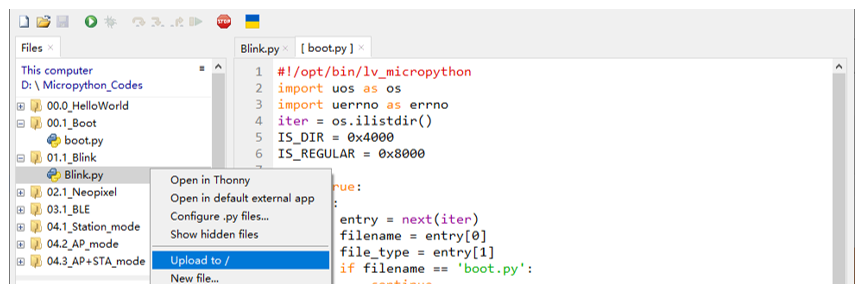 STOP
Files ×
This computer
D: \ Micropython_Codes
00.0_HelloWorld
00.1_Boot
boot.py
01.1_Blink
Blink.py
02.1_Neopixel
03.1_BLE
04.1_Station_mode
04.2_AP_mode
04.3_AP+STA_mode
Open in Thonny
Open in default external app
Configure .py files...
Show hidden files
Upload to /
New file...
Blink.py × [ boot.py ] ×
1 #!/opt/bin/lv_micropython
2 import uos as os
3 import uerrno as errno
4 iter = os.ilistdir()
5 IS_DIR = 0x4000
6 IS_REGULAR = 0x8000
rue:
:
entry = next(iter)
filename = entry[0]
file_type = entry[1]
if filename == 'boot.py':